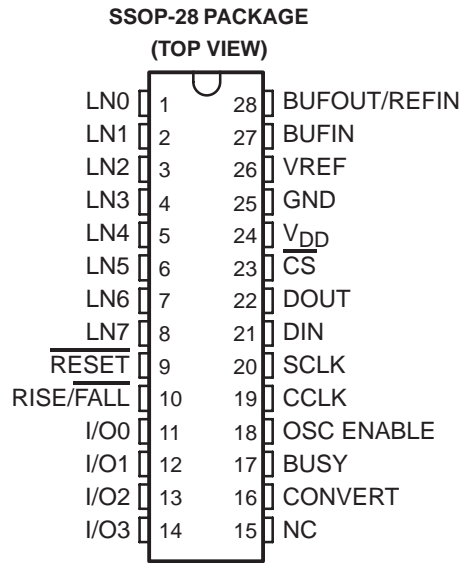 SSOP-28 PACKAGE
(TOP VIEW)
LN0 1 28 BUFOUT/REFIN
LN1 2 27 BUFIN
LN2 3 26 VREF
LN3 4 25 GND
LN4 5 24 VDD
LN5 6 23 C̅S̅
LN6 7 22 DOUT
LN7 8 21 DIN
R̅E̅S̅E̅T̅ 9 20 SCLK
RISE/F̅A̅L̅L̅ 10 19 CCLK
I/O0 11 18 OSC ENABLE
I/O1 12 17 BUSY
I/O2 13 16 CONVERT
I/O3 14 15 NC